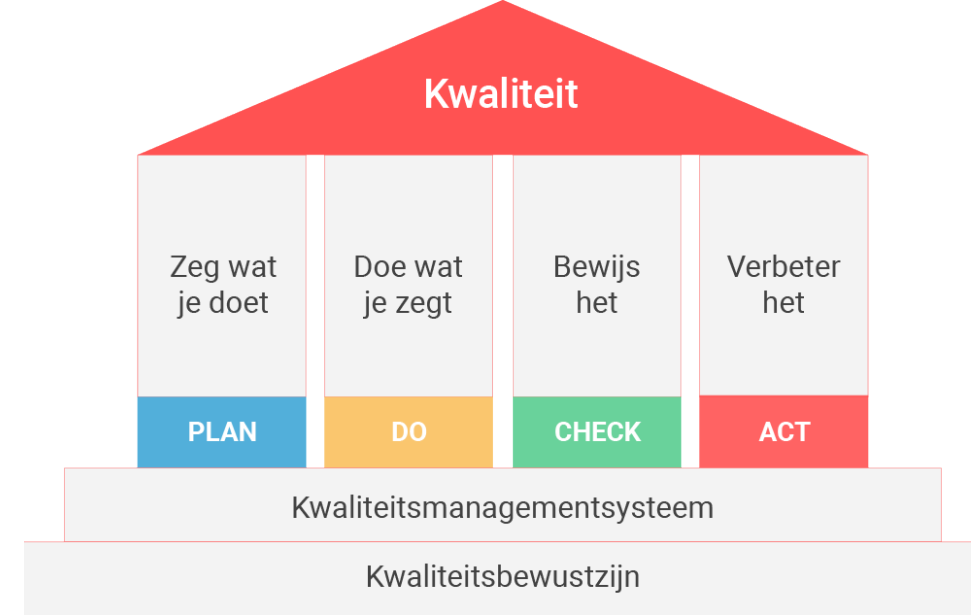 Kwaliteit
Zeg wat
je doet
Doe wat
je zegt
Bewijs
het
Verbeter
het
PLAN
DO
CHECK
ACT
Kwaliteitsmanagementsysteem
Kwaliteitsbewustzijn